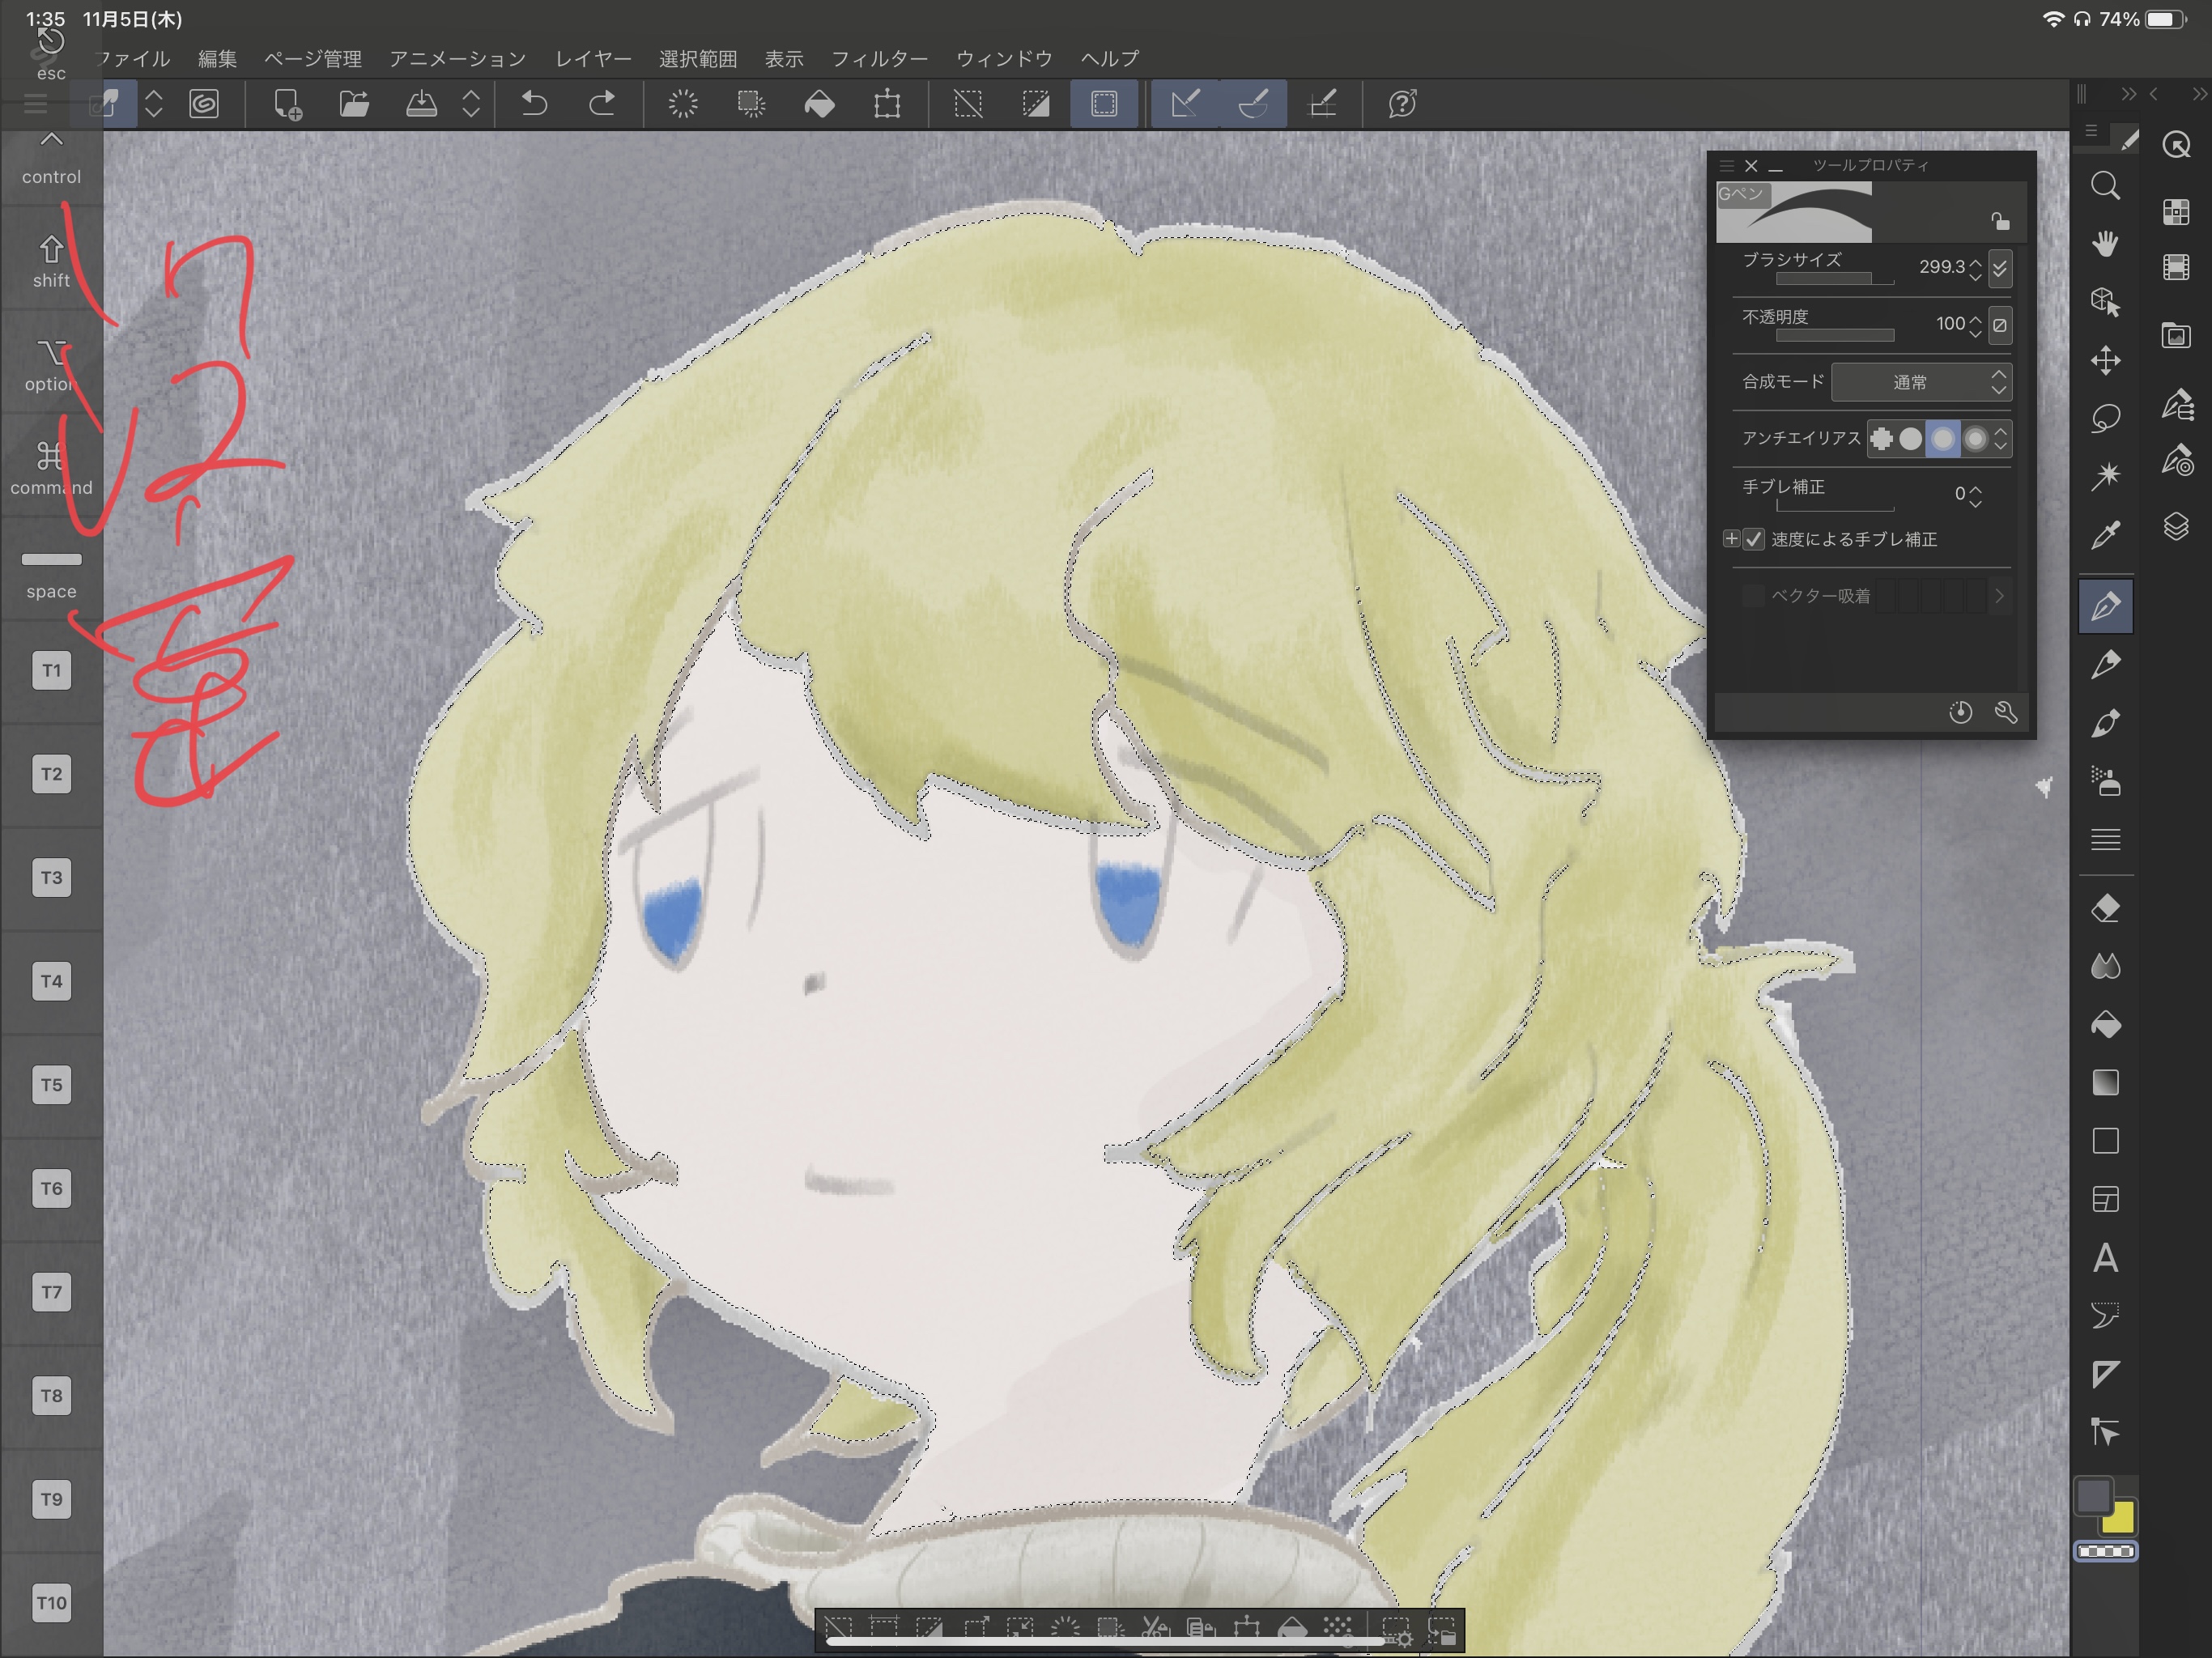 1:35 11月5日(木)
74%
ファイル 編集 ページ管理 アニメーション レイヤー 選択範囲 表示 フィルター ウィンドウ ヘルプ
esc
control
shift
option
command
space
T1
T2
T3
T4
T5
T6
T7
T8
T9
T10
ツールプロパティ
Gペン
ブラシサイズ 299.3
不透明度 100
合成モード 通常
アンチエイリアス
手ブレ補正 0
速度による手ブレ補正
ベクター吸着